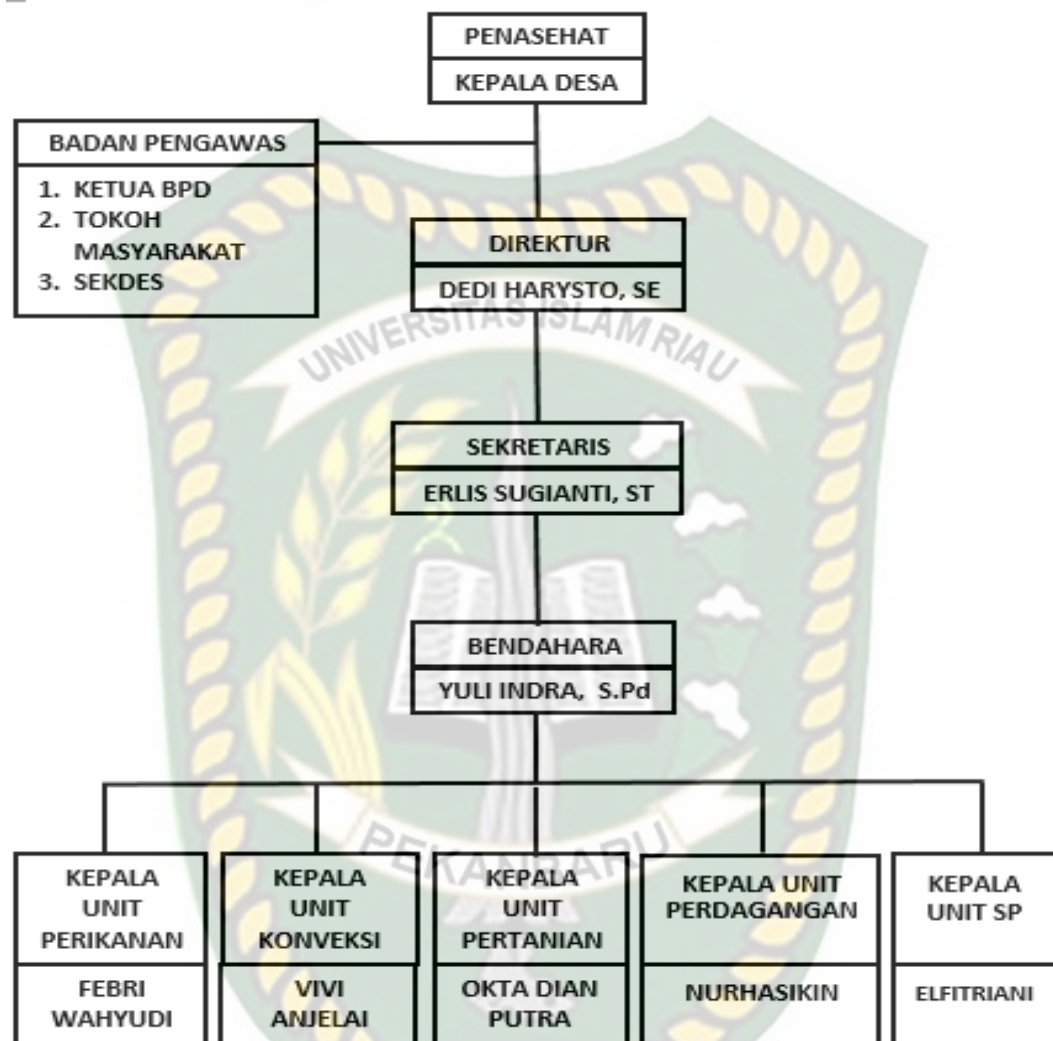 PENASEHAT
KEPALA DESA
BADAN PENGAWAS
1. KETUA BPD
2. TOKOH
MASYARAKAT
3. SEKDES
DIREKTUR
DEDI HARYSTO, SE
UNIVERSITAS ISLAM RIAU
SEKRETARIS
ERLIS SUGIANTI, ST
BENDAHARA
YULI INDRA, S.Pd
PEKANBARU
KEPALA
UNIT
PERIKANAN
FEBRI
WAHYUDI
KEPALA
UNIT
KONVEKSI
VIVI
ANJELAI
KEPALA
UNIT
PERTANIAN
OKTA DIAN
PUTRA
KEPALA UNIT
PERDAGANGAN
NURHASIKIN
KEPALA
UNIT SP
ELFITRIANI